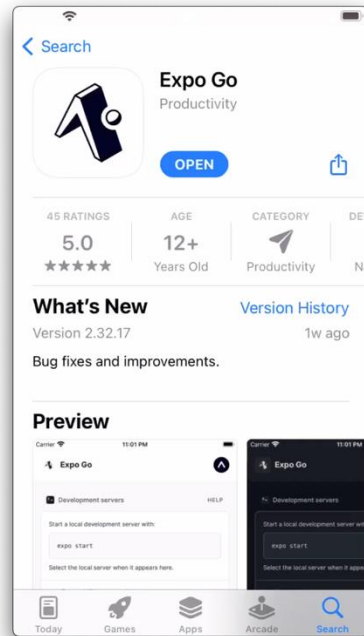 Search
Expo Go
Productivity
OPEN
45 RATINGS
5.0
AGE
12+
Years Old
CATEGORY
Productivity
What's New
Version History
Version 2.32.17
1w ago
Bug fixes and improvements.
Preview
Carrier 11:01 PM
Expo Go
Development servers HELP
Start a local development server with:
expo start
Select the local server when it appears here.
Carrier 11:01 PM
Expo Go
Development servers
Start a local development server
expo start
Select the local server when it
Today
Games
Apps
Arcade
Search